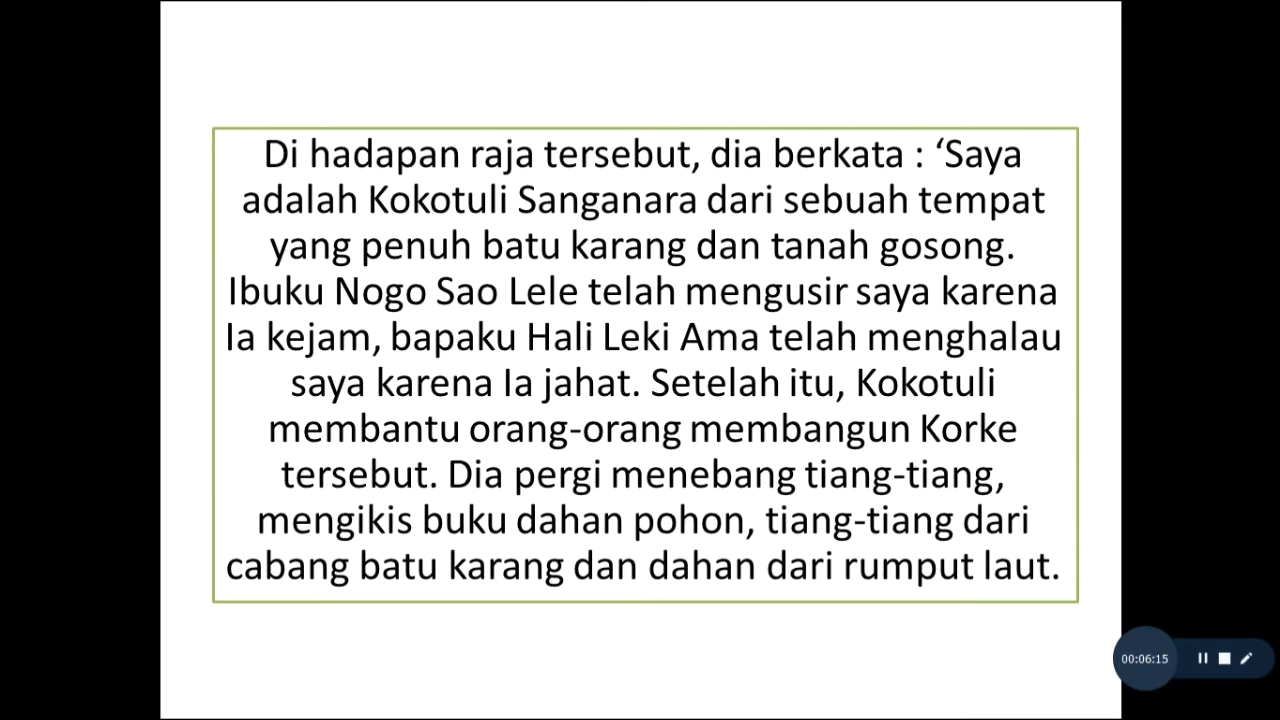 Di hadapan raja tersebut, dia berkata : ‘Saya
adalah Kokotuli Sanganara dari sebuah tempat
yang penuh batu karang dan tanah gosong.
Ibuku Nogo Sao Lele telah mengusir saya karena
Ia kejam, bapaku Hali Leki Ama telah menghalau
saya karena Ia jahat. Setelah itu, Kokotuli
membantu orang-orang membangun Korke
tersebut. Dia pergi menebang tiang-tiang,
mengikis buku dahan pohon, tiang-tiang dari
cabang batu karang dan dahan dari rumput laut.
00:06:15